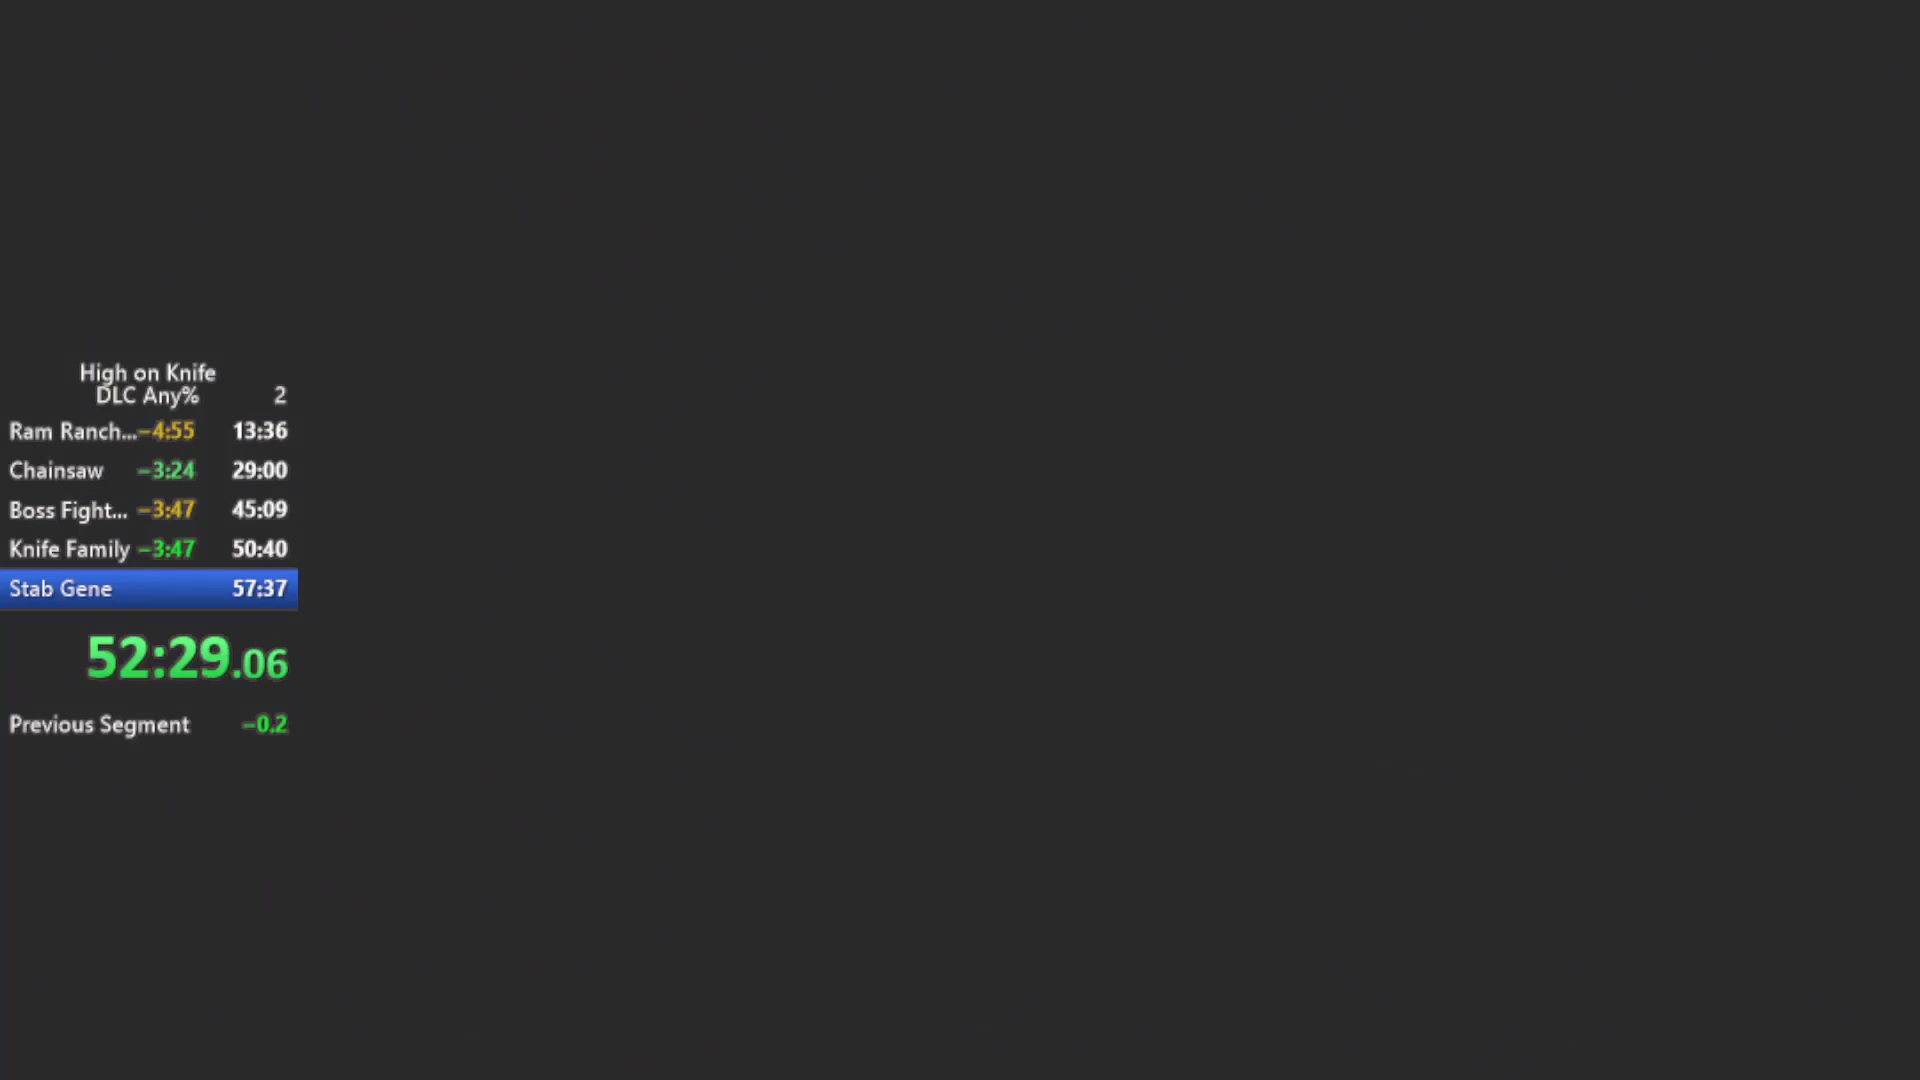 High on Knife
DLC Any% 2
Ram Ranch... −4:55 13:36
Chainsaw −3:24 29:00
Boss Fight... −3:47 45:09
Knife Family −3:47 50:40
Stab Gene 57:37
52:29.06
Previous Segment −0.2